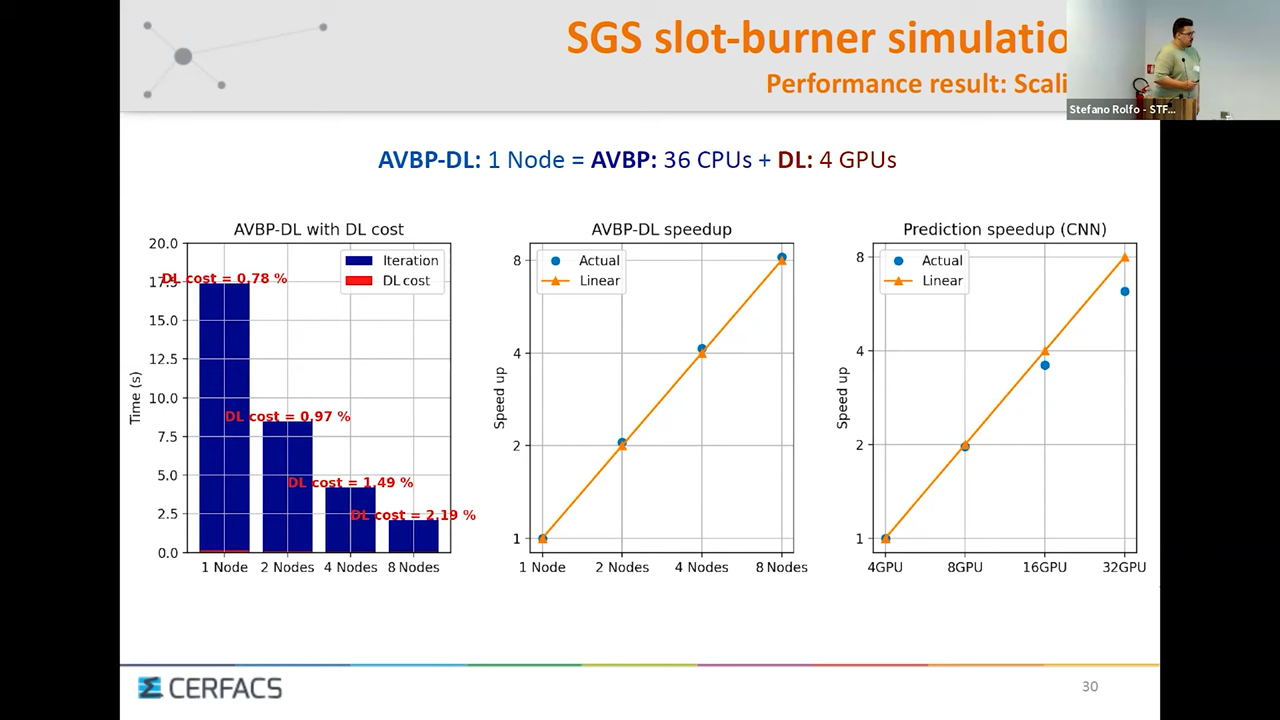 SGS slot-burner simulatio
Performance result: Scali
Stefano Rolfo - STF...
AVBP-DL: 1 Node = AVBP: 36 CPUs + DL: 4 GPUs
AVBP-DL with DL cost
Time (s)
20.0
17.5
15.0
12.5
10.0
7.5
5.0
2.5
0.0
Iteration
DL cost
DL cost = 0.78 %
DL cost = 0.97 %
DL cost = 1.49 %
DL cost = 2.19 %
1 Node 2 Nodes 4 Nodes 8 Nodes
AVBP-DL speedup
Speed up
8
4
2
1
Actual
Linear
1 Node 2 Nodes 4 Nodes 8 Nodes
Prediction speedup (CNN)
Speed up
8
4
2
1
Actual
Linear
4GPU 8GPU 16GPU 32GPU
CERFACS
30